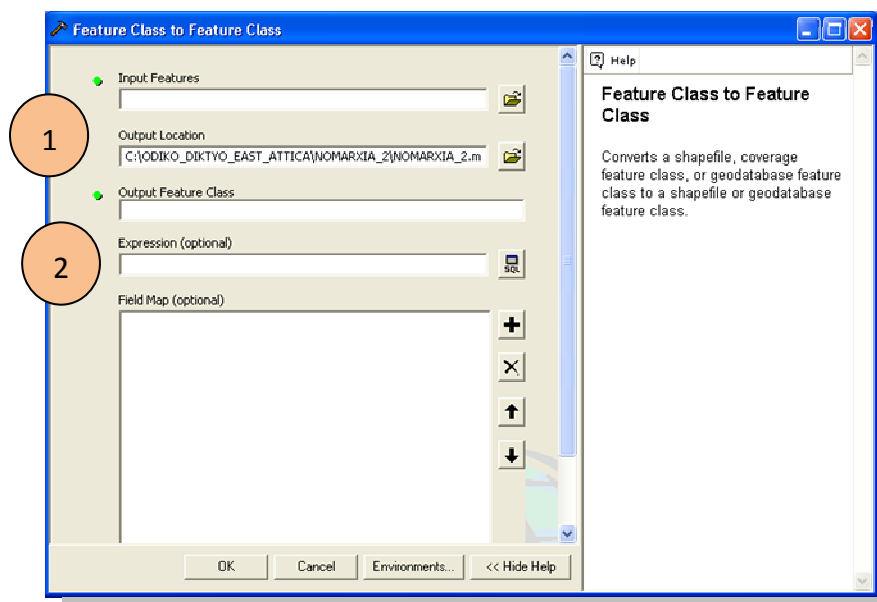 Feature Class to Feature Class
Input Features
1
Output Location
C:\ODIKO_DIKTYO_EAST_ATTICA\NOMARXIA_2\NOMARXIA_2.m
Output Feature Class
2
Expression (optional)
SQL
Field Map (optional)
OK
Cancel
Environments...
<< Hide Help
Help
Feature Class to Feature
Class
Converts a shapefile, coverage
feature class, or geodatabase feature
class to a shapefile or geodatabase
feature class.